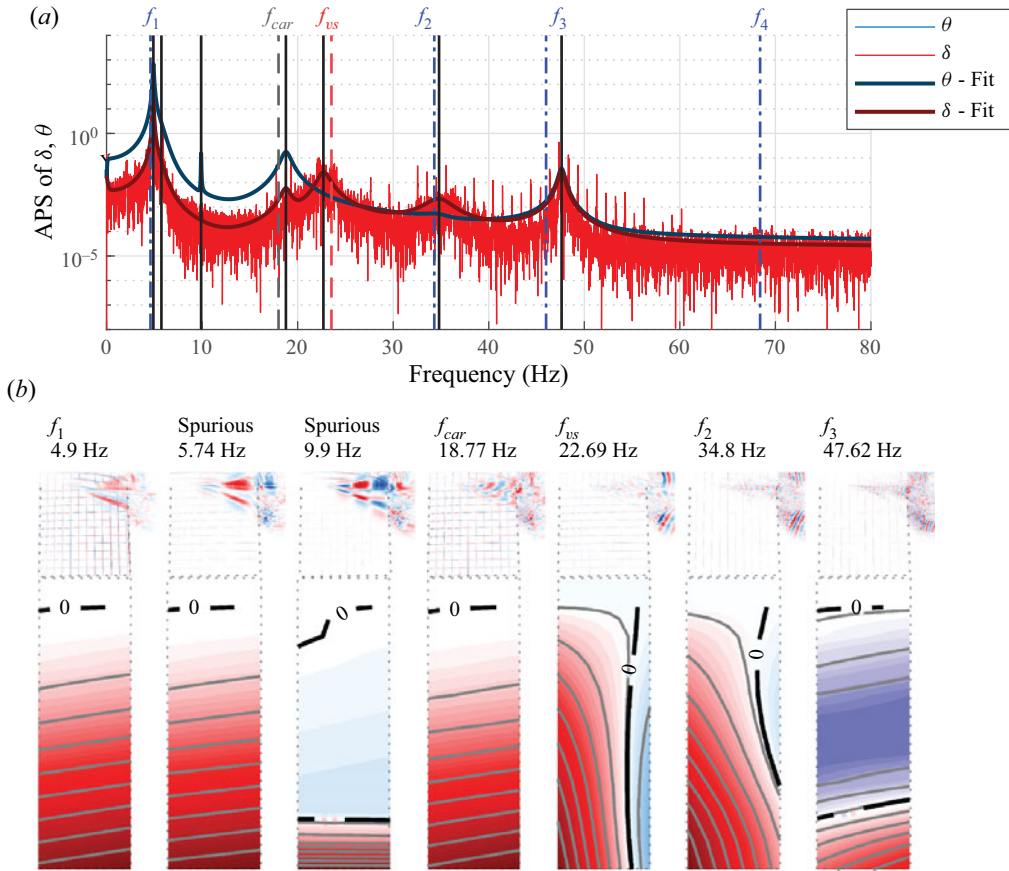 (a)
f1 fcar fvs f2 f3 f4
θ
δ
θ - Fit
δ - Fit
APS of δ, θ
10^0
10^-5
0 10 20 30 40 50 60 70 80
Frequency (Hz)
(b)
f1 Spurious Spurious fcar fvs f2 f3
4.9 Hz 5.74 Hz 9.9 Hz 18.77 Hz 22.69 Hz 34.8 Hz 47.62 Hz
0 0 0 0 0 0 0